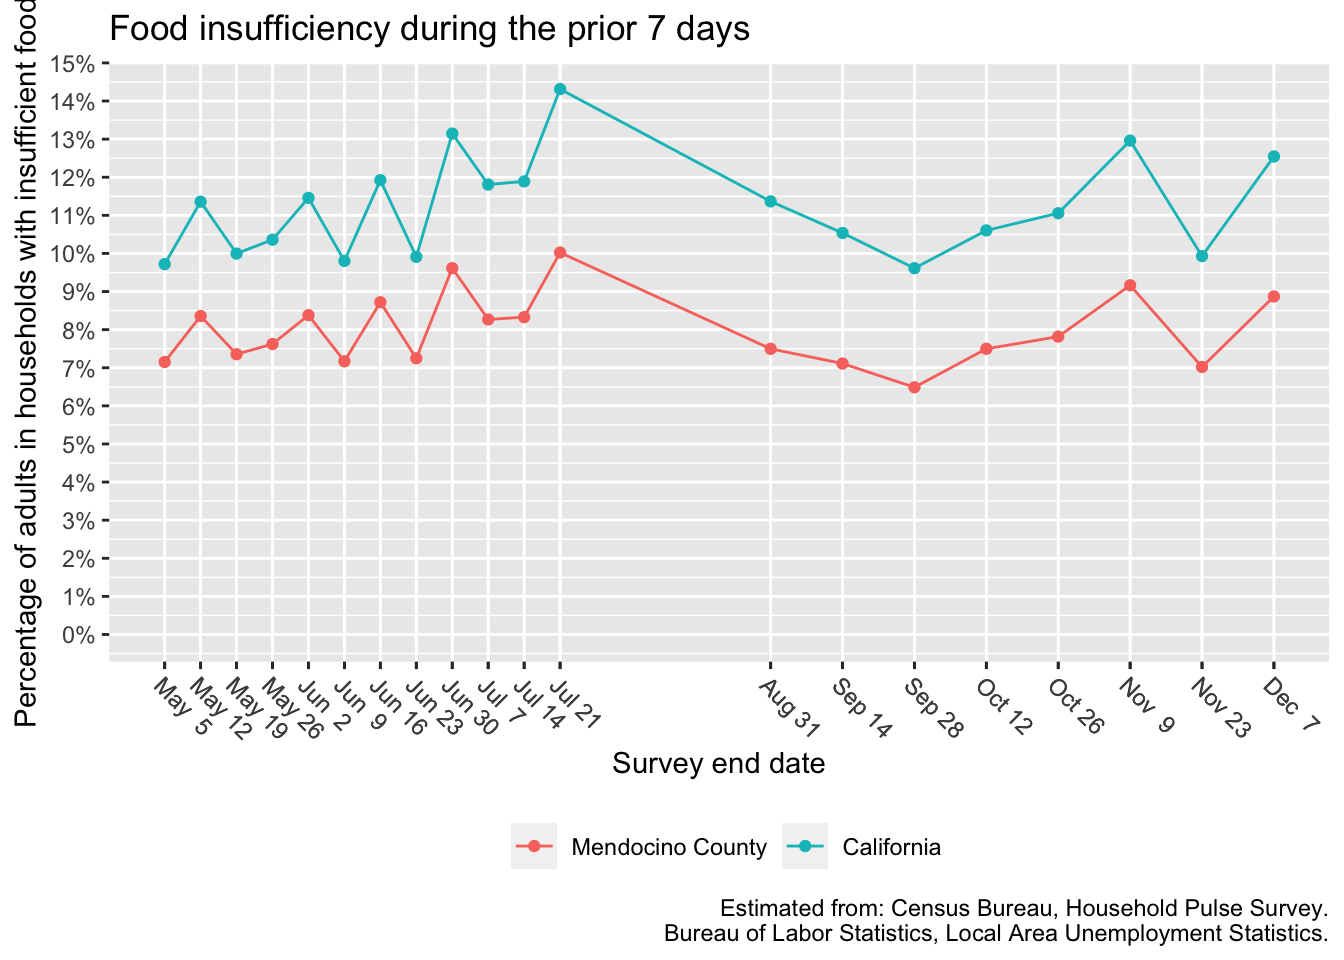 Food insufficiency during the prior 7 days
Percentage of adults in households with insufficient food
15%
14%
13%
12%
11%
10%
9%
8%
7%
6%
5%
4%
3%
2%
1%
0%
May 5
May 12
May 19
May 26
Jun 2
Jun 9
Jun 16
Jun 23
Jun 30
Jul 7
Jul 14
Jul 21
Aug 31
Sep 14
Sep 28
Oct 12
Oct 26
Nov 9
Nov 23
Dec 7
Survey end date
Mendocino County
California
Estimated from: Census Bureau, Household Pulse Survey.
Bureau of Labor Statistics, Local Area Unemployment Statistics.